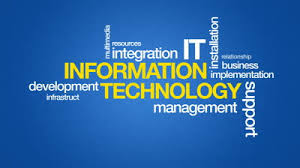 multimedia
resources
integration
IT
installation
relationship
business
implementation
INFORMATION
development
TECHNOLOGY
infrastruct
management
support